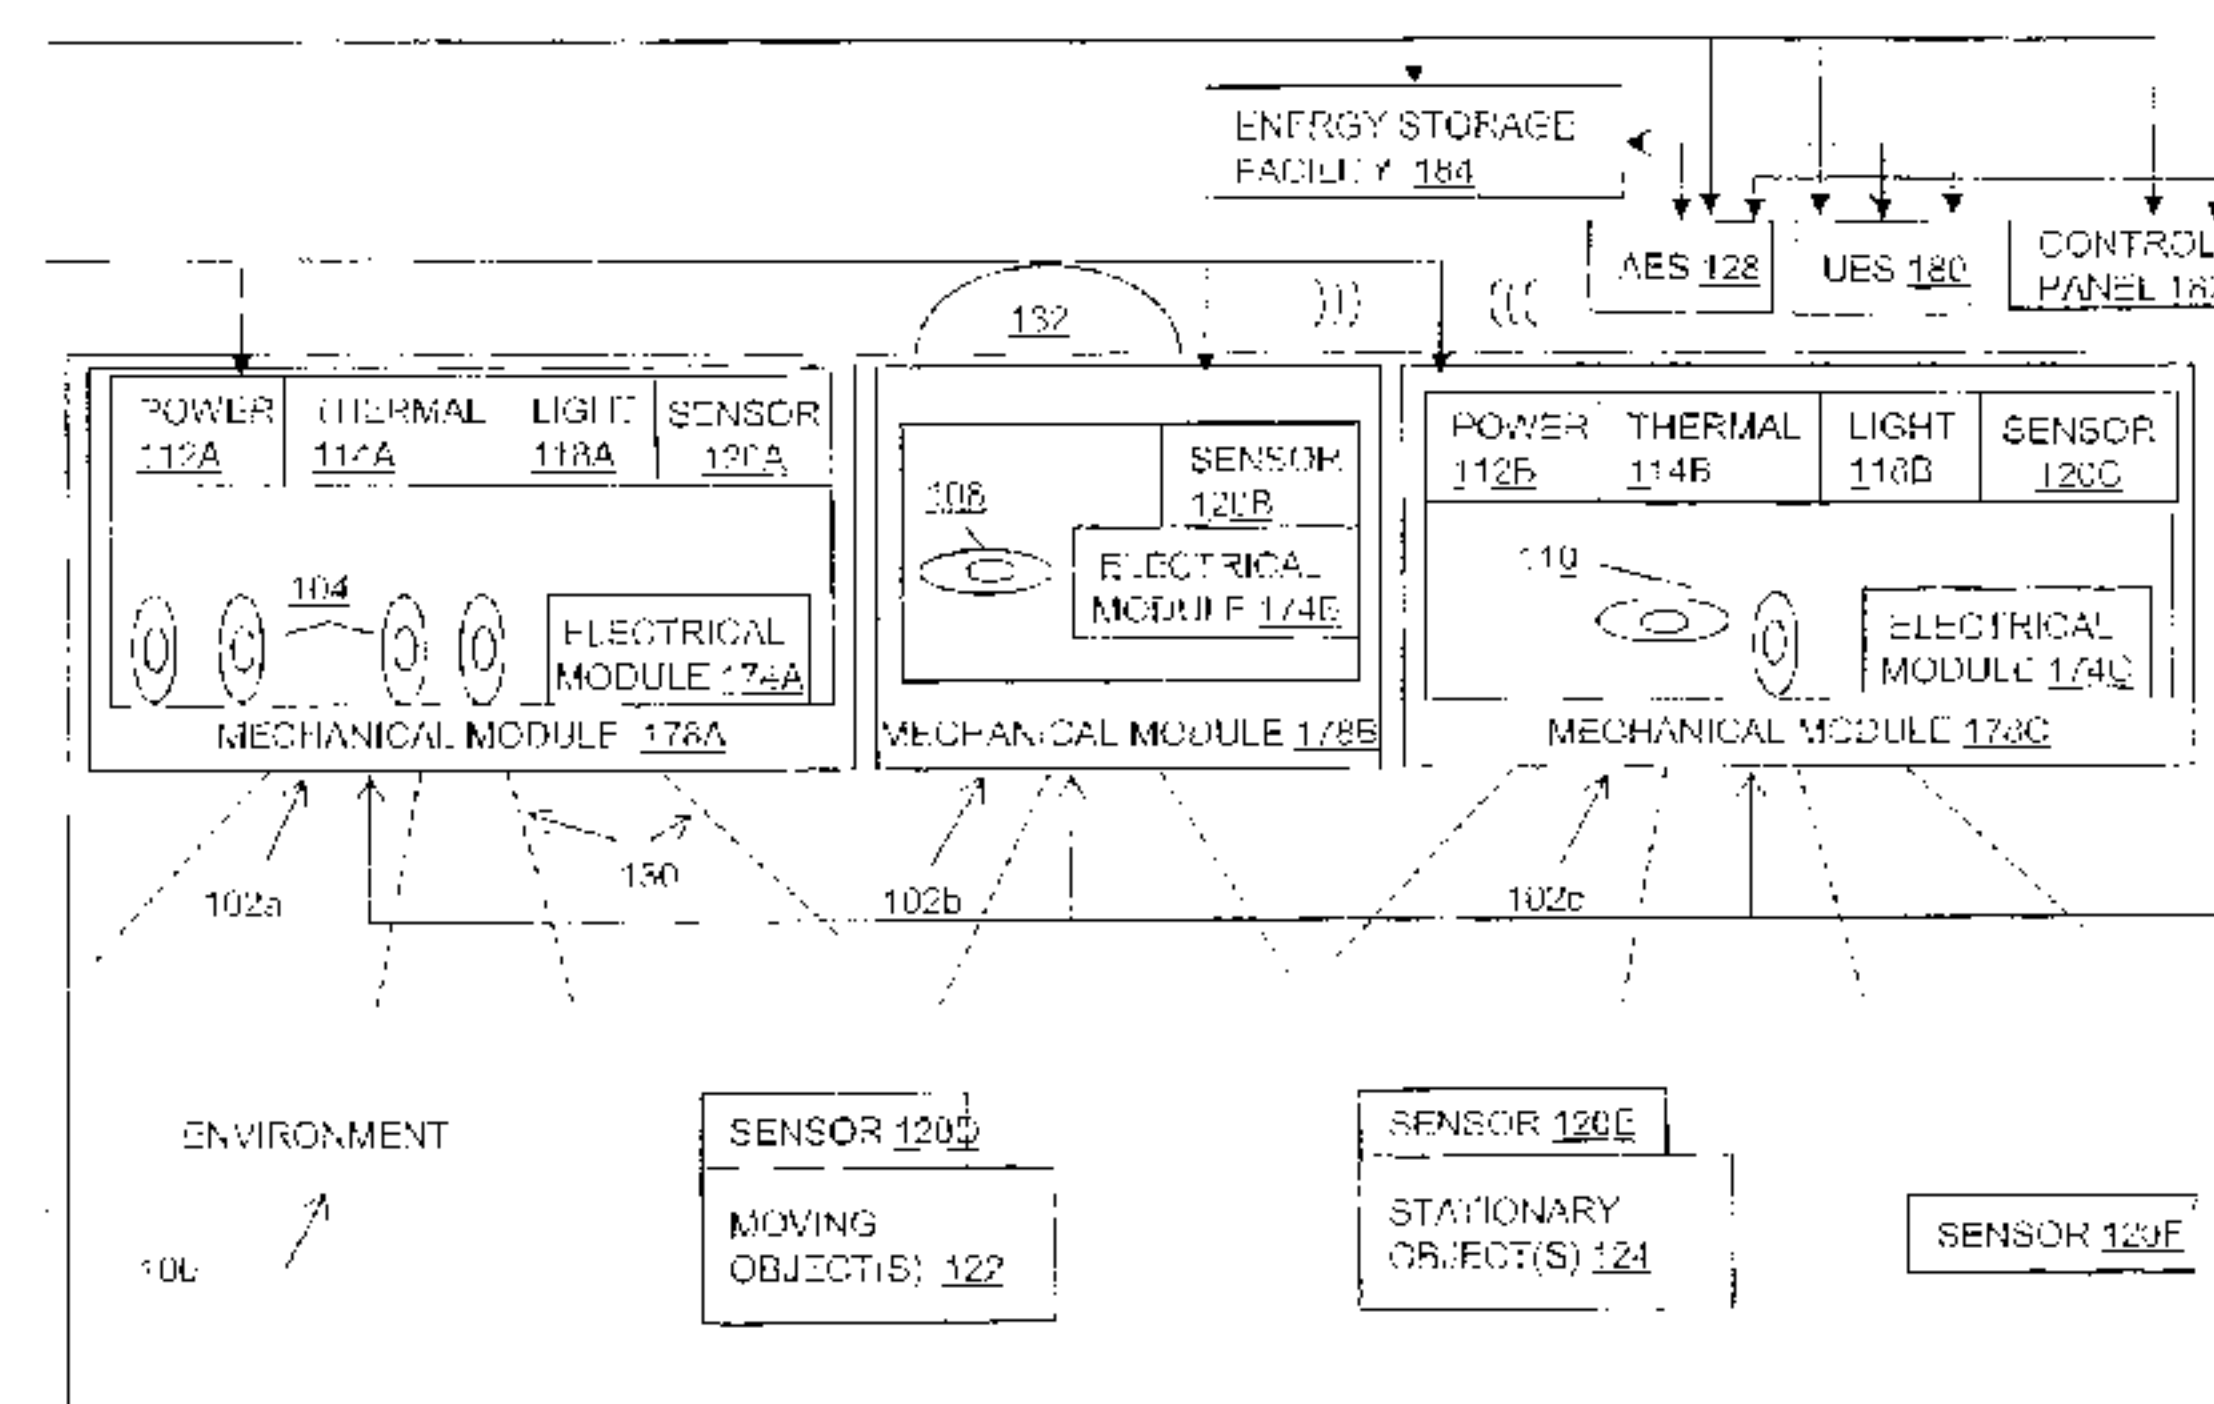 ENERGY STORAGE
FACILITY 184
AES 128
UES 180
CONTROL
PANEL
132
POWER
112A
THERMAL
114A
LIGHT
118A
SENSOR
120A
104
ELECTRICAL
MODULE 174A
MECHANICAL MODULE 178A
108
SENSOR
120B
ELECTRICAL
MODULE 174B
MECHANICAL MODULE 178B
POWER
112B
THERMAL
114B
LIGHT
118B
SENSOR
120C
110
ELECTRICAL
MODULE 174C
MECHANICAL MODULE 178C
102a
130
102b
102c
ENVIRONMENT
SENSOR 120D
MOVING
OBJECT(S) 122
SENSOR 120E
STATIONARY
OBJECT(S) 124
SENSOR 120F